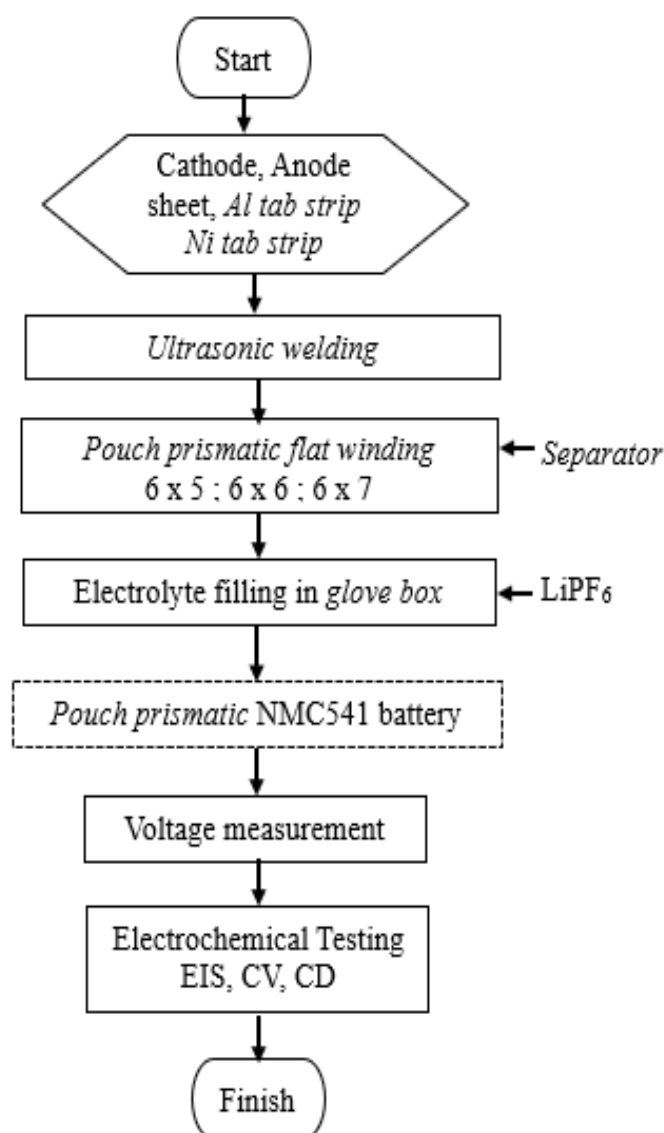 Start
Cathode, Anode
sheet, Al tab strip
Ni tab strip
Ultrasonic welding
Pouch prismatic flat winding
6 x 5 ; 6 x 6 ; 6 x 7
Separator
Electrolyte filling in glove box
LiPF₆
Pouch prismatic NMC541 battery
Voltage measurement
Electrochemical Testing
EIS, CV, CD
Finish